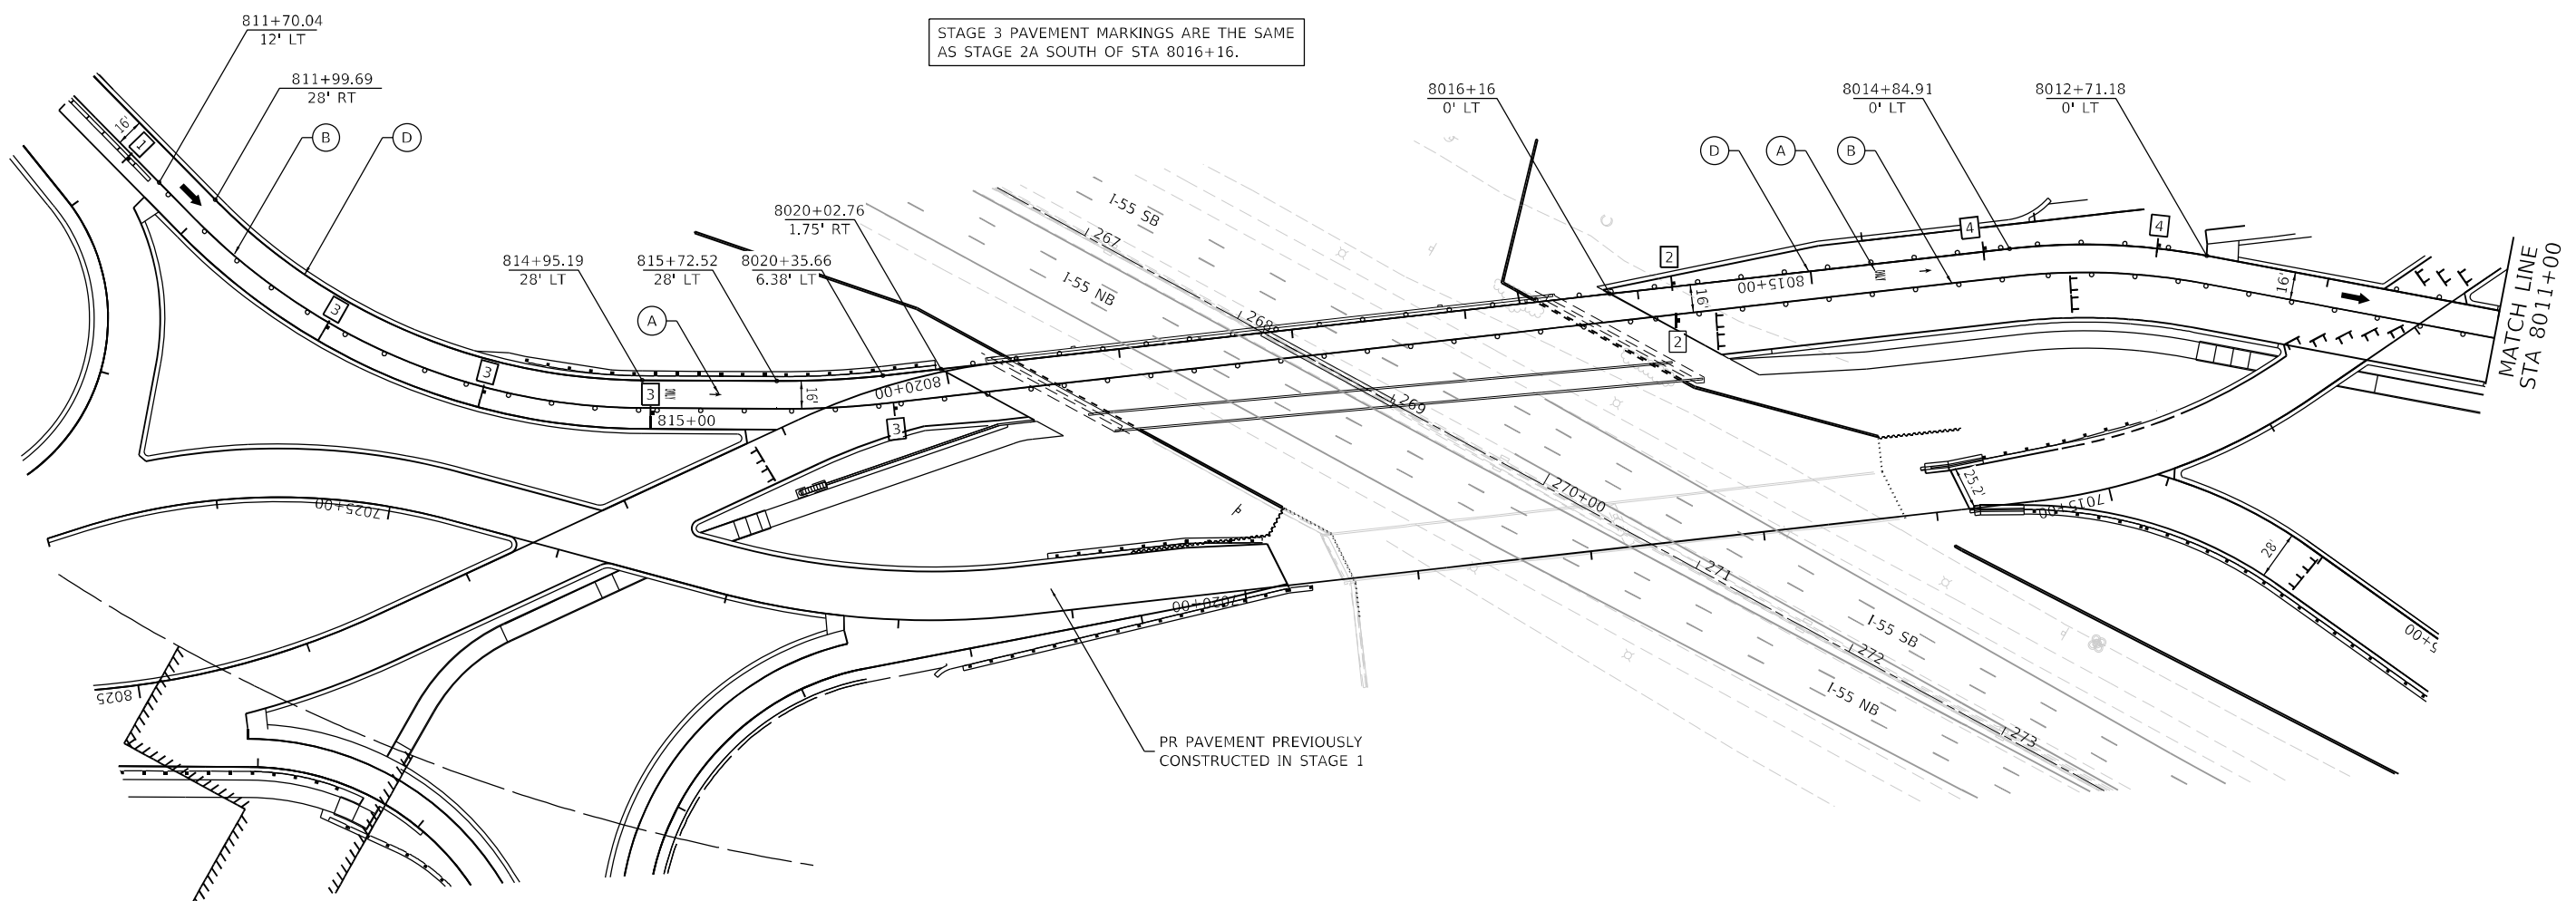 811+70.04
12' LT
811+99.69
28' RT
B
D
16'
1
STAGE 3 PAVEMENT MARKINGS ARE THE SAME
AS STAGE 2A SOUTH OF STA 8016+16.
8016+16
0' LT
8014+84.91
0' LT
8012+71.18
0' LT
D
A
B
8020+02.76
1.75' RT
814+95.19
28' LT
815+72.52
28' LT
8020+35.66
6.38' LT
A
3
3
3
3
815+00
16'
8020+00
I-55 SB
I-55 NB
267
268
269
270+00
271
272
273
2
2
16'
8015+00
4
4
16'
MATCH LINE
STA 8011+00
25.2'
7015+00
28'
5+00
7025+00
7020+00
8025
I-55 SB
I-55 NB
PR PAVEMENT PREVIOUSLY
CONSTRUCTED IN STAGE 1